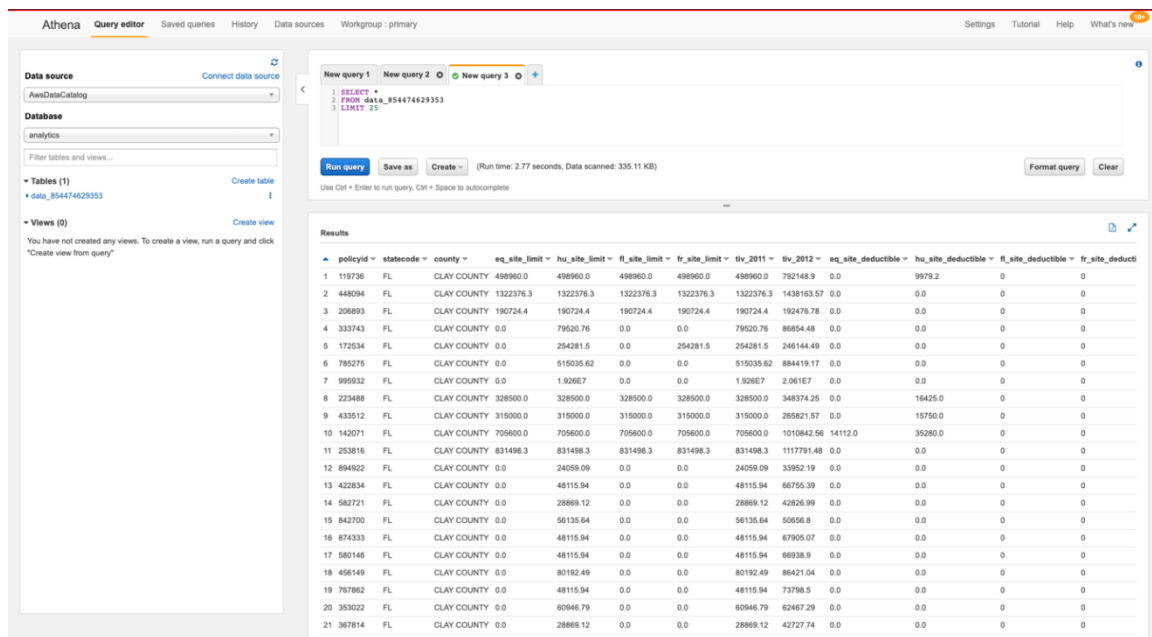 Athena Query editor Saved queries History Data sources Workgroup : primary Settings Tutorial Help What's new 10+
Data source Connect data source
AwsDataCatalog
Database
analytics
Filter tables and views...
Tables (1) Create table
data_854474629353
Views (0) Create view
You have not created any views. To create a view, run a query and click
"Create view from query"
New query 1 New query 2 New query 3
1 SELECT *
2 FROM data_854474629353
3 LIMIT 25
Run query Save as Create (Run time: 2.77 seconds, Data scanned: 335.11 KB) Format query Clear
Use Ctrl + Enter to run query, Ctrl + Space to autocomplete
Results
policyid statecode county eq_site_limit hu_site_limit fl_site_limit fr_site_limit tiv_2011 tiv_2012 eq_site_deductible hu_site_deductible fl_site_deductible fr_site_deducti
1 119736 FL CLAY COUNTY 498960.0 498960.0 498960.0 498960.0 498960.0 792148.9 0.0 9979.2 0 0
2 448094 FL CLAY COUNTY 1322376.3 1322376.3 1322376.3 1322376.3 1322376.3 1438163.57 0.0 0.0 0 0
3 206893 FL CLAY COUNTY 190724.4 190724.4 190724.4 190724.4 190724.4 192476.78 0.0 0.0 0 0
4 333743 FL CLAY COUNTY 0.0 79520.76 0.0 0.0 79520.76 86854.48 0.0 0.0 0 0
5 172534 FL CLAY COUNTY 0.0 254281.5 0.0 254281.5 254281.5 246144.49 0.0 0.0 0 0
6 785275 FL CLAY COUNTY 0.0 515035.62 0.0 0.0 515035.62 884419.17 0.0 0.0 0 0
7 995932 FL CLAY COUNTY 0.0 1.926E7 0.0 0.0 1.926E7 2.061E7 0.0 0.0 0 0
8 223488 FL CLAY COUNTY 328500.0 328500.0 328500.0 328500.0 328500.0 348374.25 0.0 16425.0 0 0
9 433512 FL CLAY COUNTY 315000.0 315000.0 315000.0 315000.0 315000.0 265821.57 0.0 15750.0 0 0
10 142071 FL CLAY COUNTY 705600.0 705600.0 705600.0 705600.0 705600.0 1010842.56 14112.0 35280.0 0 0
11 253816 FL CLAY COUNTY 831498.3 831498.3 831498.3 831498.3 831498.3 1117791.48 0.0 0.0 0 0
12 894922 FL CLAY COUNTY 0.0 24059.09 0.0 0.0 24059.09 33952.19 0.0 0.0 0 0
13 422834 FL CLAY COUNTY 0.0 48115.94 0.0 0.0 48115.94 66755.39 0.0 0.0 0 0
14 582721 FL CLAY COUNTY 0.0 28869.12 0.0 0.0 28869.12 42826.99 0.0 0.0 0 0
15 842700 FL CLAY COUNTY 0.0 56135.64 0.0 0.0 56135.64 50656.8 0.0 0.0 0 0
16 874333 FL CLAY COUNTY 0.0 48115.94 0.0 0.0 48115.94 67905.07 0.0 0.0 0 0
17 580146 FL CLAY COUNTY 0.0 48115.94 0.0 0.0 48115.94 66938.9 0.0 0.0 0 0
18 456149 FL CLAY COUNTY 0.0 80192.49 0.0 0.0 80192.49 86421.04 0.0 0.0 0 0
19 767862 FL CLAY COUNTY 0.0 48115.94 0.0 0.0 48115.94 73798.5 0.0 0.0 0 0
20 353022 FL CLAY COUNTY 0.0 60946.79 0.0 0.0 60946.79 62467.29 0.0 0.0 0 0
21 367814 FL CLAY COUNTY 0.0 28869.12 0.0 0.0 28869.12 42727.74 0.0 0.0 0 0